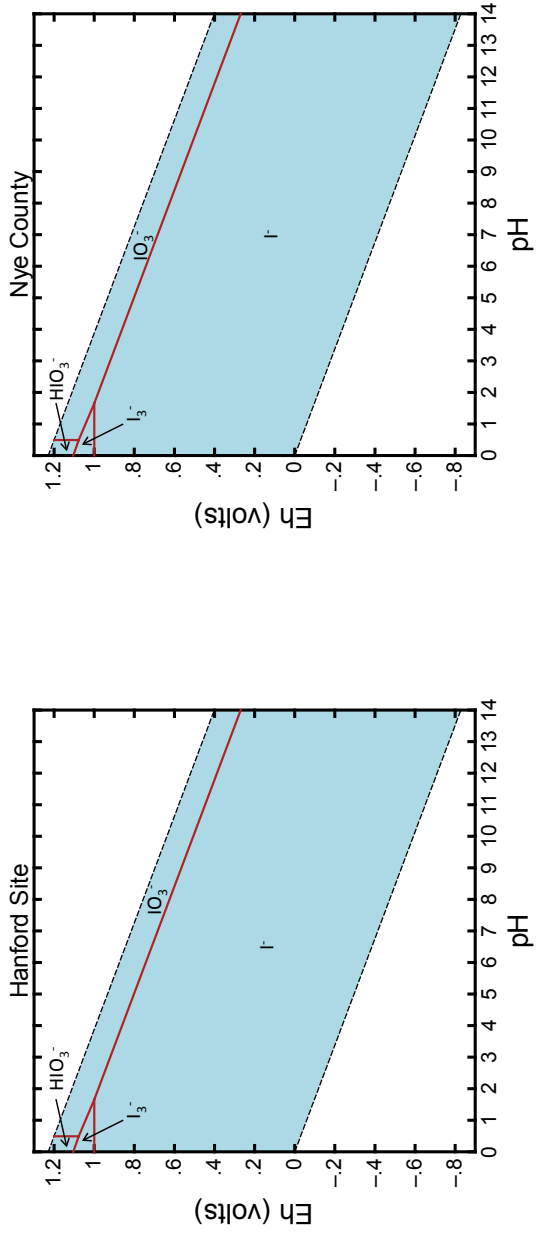 Hanford Site
Eh (volts)
1.2
1
.8
.6
.4
.2
0
–.2
–.4
–.6
–.8
HIO₃⁻
I₃⁻
IO₃⁻
I⁻
0 1 2 3 4 5 6 7 8 9 10 11 12 13 14
pH
Nye County
Eh (volts)
1.2
1
.8
.6
.4
.2
0
–.2
–.4
–.6
–.8
HIO₃⁻
I₃⁻
IO₃⁻
I⁻
0 1 2 3 4 5 6 7 8 9 10 11 12 13 14
pH